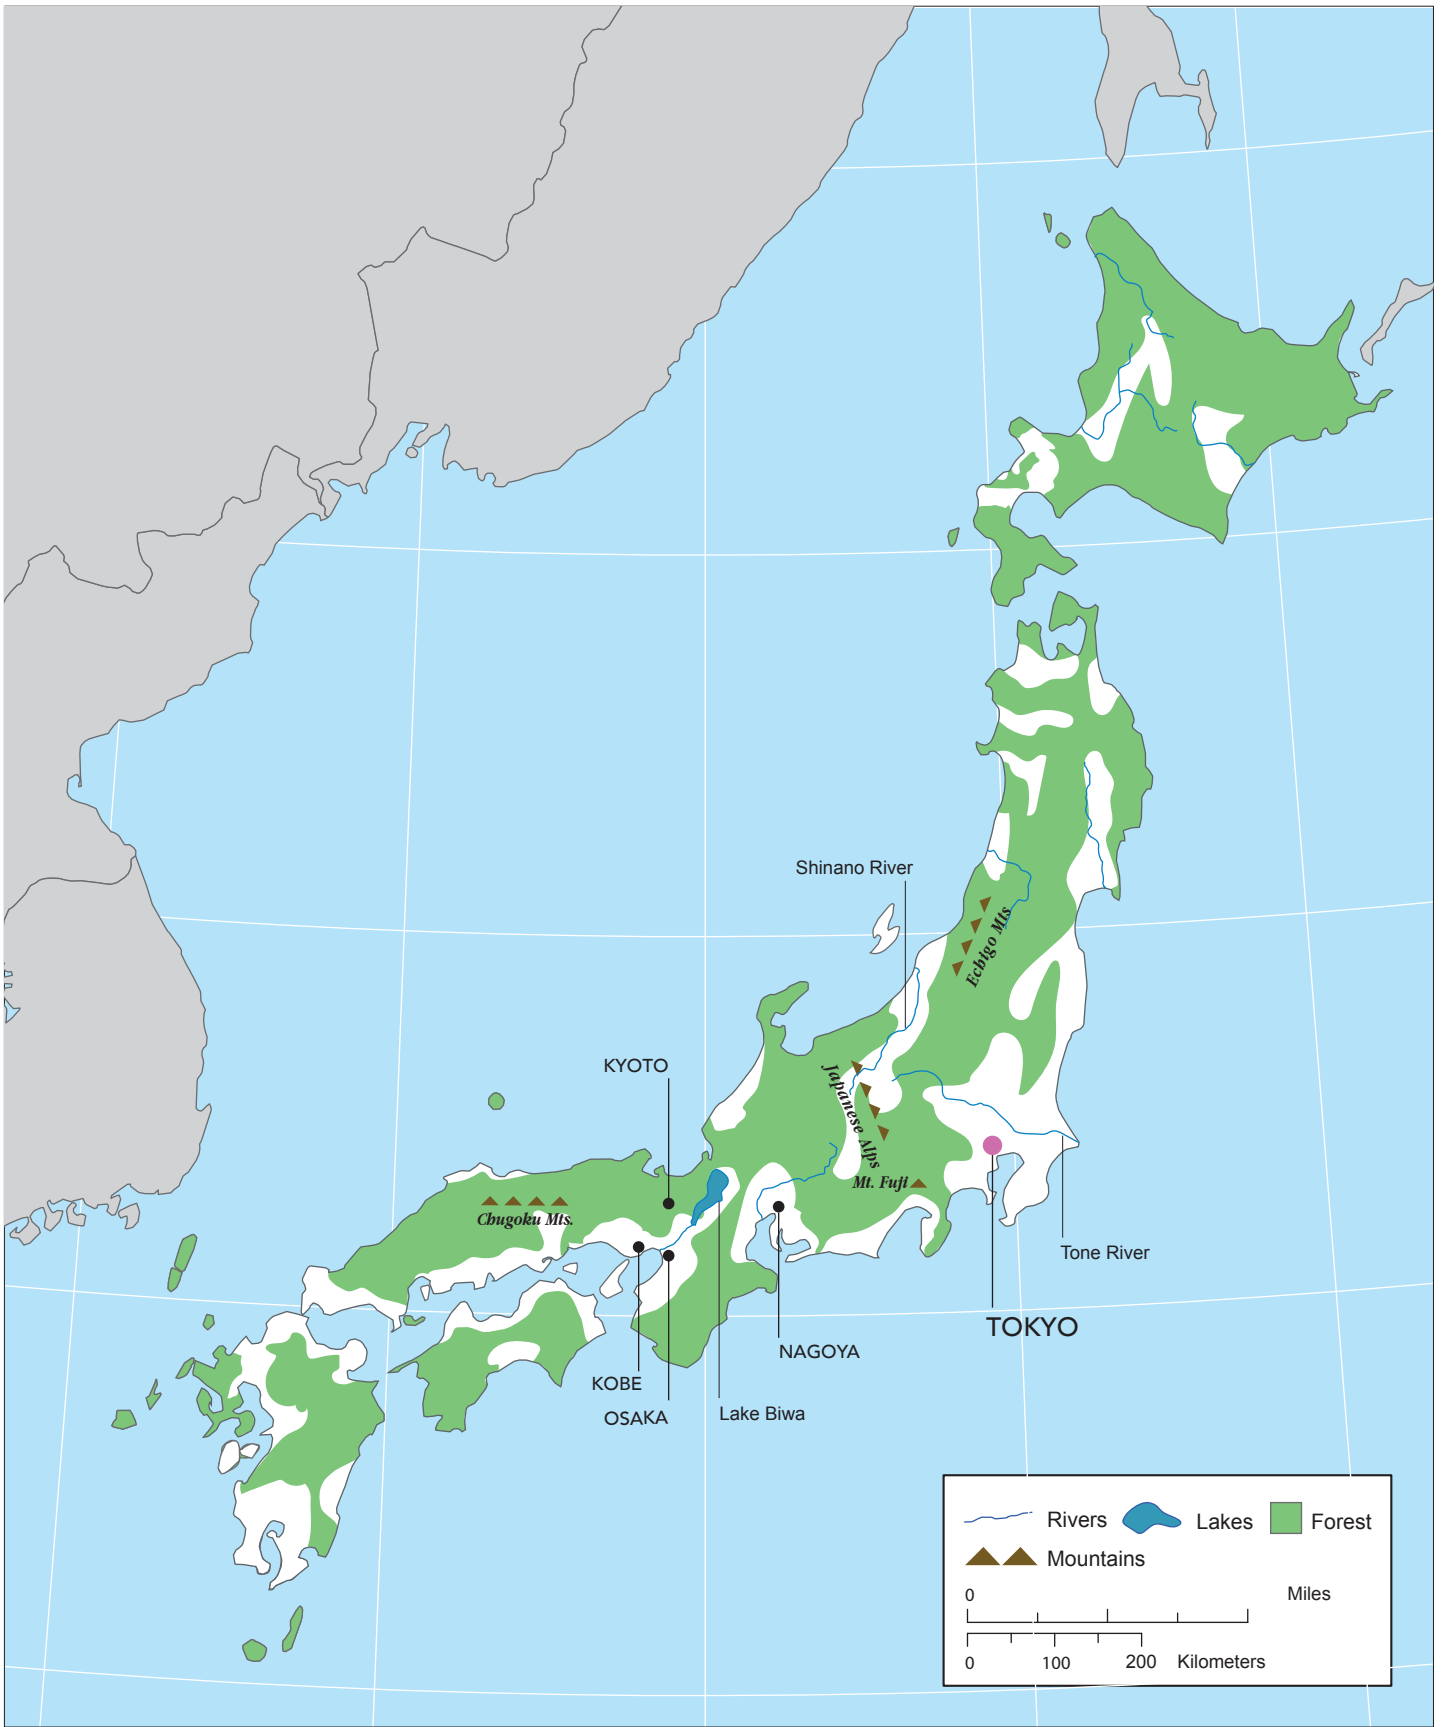 Shinano River
Echigo Mts
KYOTO
Japanese Alps
Mt. Fuji
Chugoku Mts.
Tone River
TOKYO
NAGOYA
KOBE
OSAKA
Lake Biwa
Rivers
Lakes
Forest
Mountains
0
Miles
0
100
200
Kilometers